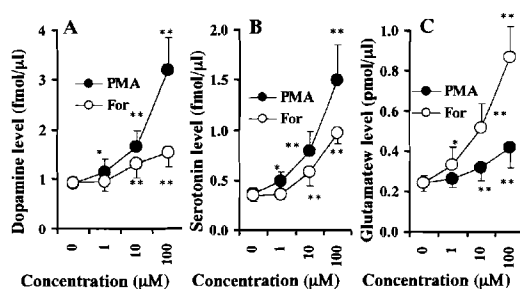 A
Dopamine level (fmol/µl)
4
3
2
1
0
PMA
For
**
*
**
**
**
0
1
10
100
Concentration (µM)
B
Serotonin level (fmol/µl)
2.0
1.5
1.0
0.5
0.0
PMA
For
**
*
**
**
**
0
1
10
100
Concentration (µM)
C
Glutamatew level (pmol/µl)
1.0
0.8
0.6
0.4
0.2
0.0
PMA
For
**
*
**
**
**
0
1
10
100
Concentration (µM)